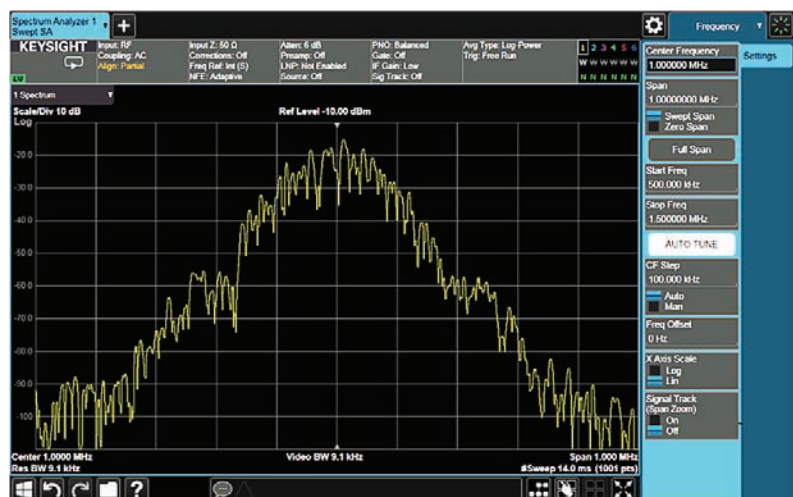 Spectrum Analyzer 1
Swept SA
Frequency
KEYSIGHT
Input: RF
Coupling: AC
Align: Partial
Input Z: 50 Ω
Corrections: Off
Freq Ref: Int (S)
NFE: Adaptive
Atten: 6 dB
Preamp: Off
LNP: Not Enabled
Source: Off
PNO: Balanced
Gate: Off
IF Gain: Low
Sig Track: Off
Avg Type: Log-Power
Trig: Free Run
1 2 3 4 5 6
W W W W W W
N N N N N N
1 Spectrum
Scale/Div 10 dB
Ref Level -10.00 dBm
Log
-20.0
-30.0
-40.0
-50.0
-60.0
-70.0
-80.0
-90.0
-100
Center 1.0000 MHz
Video BW 9.1 kHz
Span 1.000 MHz
Res BW 9.1 kHz
#Sweep 14.0 ms (1001 pts)
Center Frequency
1.000000 MHz
Settings
Span
1.00000000 MHz
Swept Span
Zero Span
Full Span
Start Freq
500.000 kHz
Stop Freq
1.500000 MHz
AUTO TUNE
CF Step
100.000 kHz
Auto
Man
Freq Offset
0 Hz
X Axis Scale
Log
Lin
Signal Track
(Span Zoom)
On
Off
?